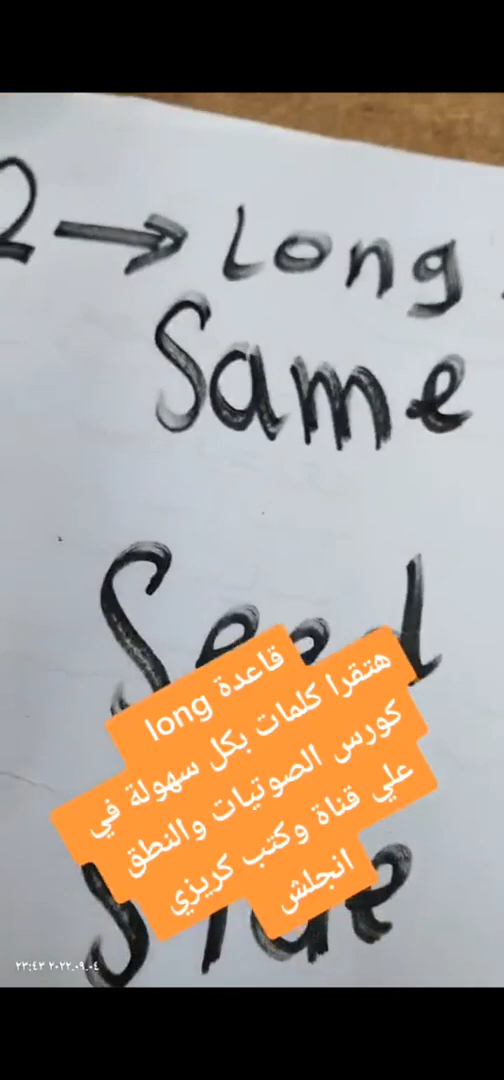 2 → Long
Same
Seed
قاعدة long
هتقرا كلمات بكل سهولة في
كورس الصوتيات والنطق
علي قناة وكتب كريزي
انجلش
٢٣:٤٣ ٢٠٢٢.٠٩.٠٤